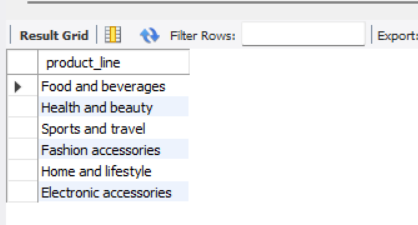 Result Grid Filter Rows: Export:
product_line
Food and beverages
Health and beauty
Sports and travel
Fashion accessories
Home and lifestyle
Electronic accessories